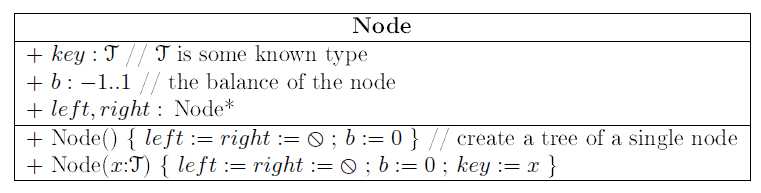 Node
+ key : 𝒯 // 𝒯 is some known type
+ b : −1..1 // the balance of the node
+ left, right : Node*
+ Node() { left := right := ⦸ ; b := 0 } // create a tree of a single node
+ Node(x:𝒯) { left := right := ⦸ ; b := 0 ; key := x }